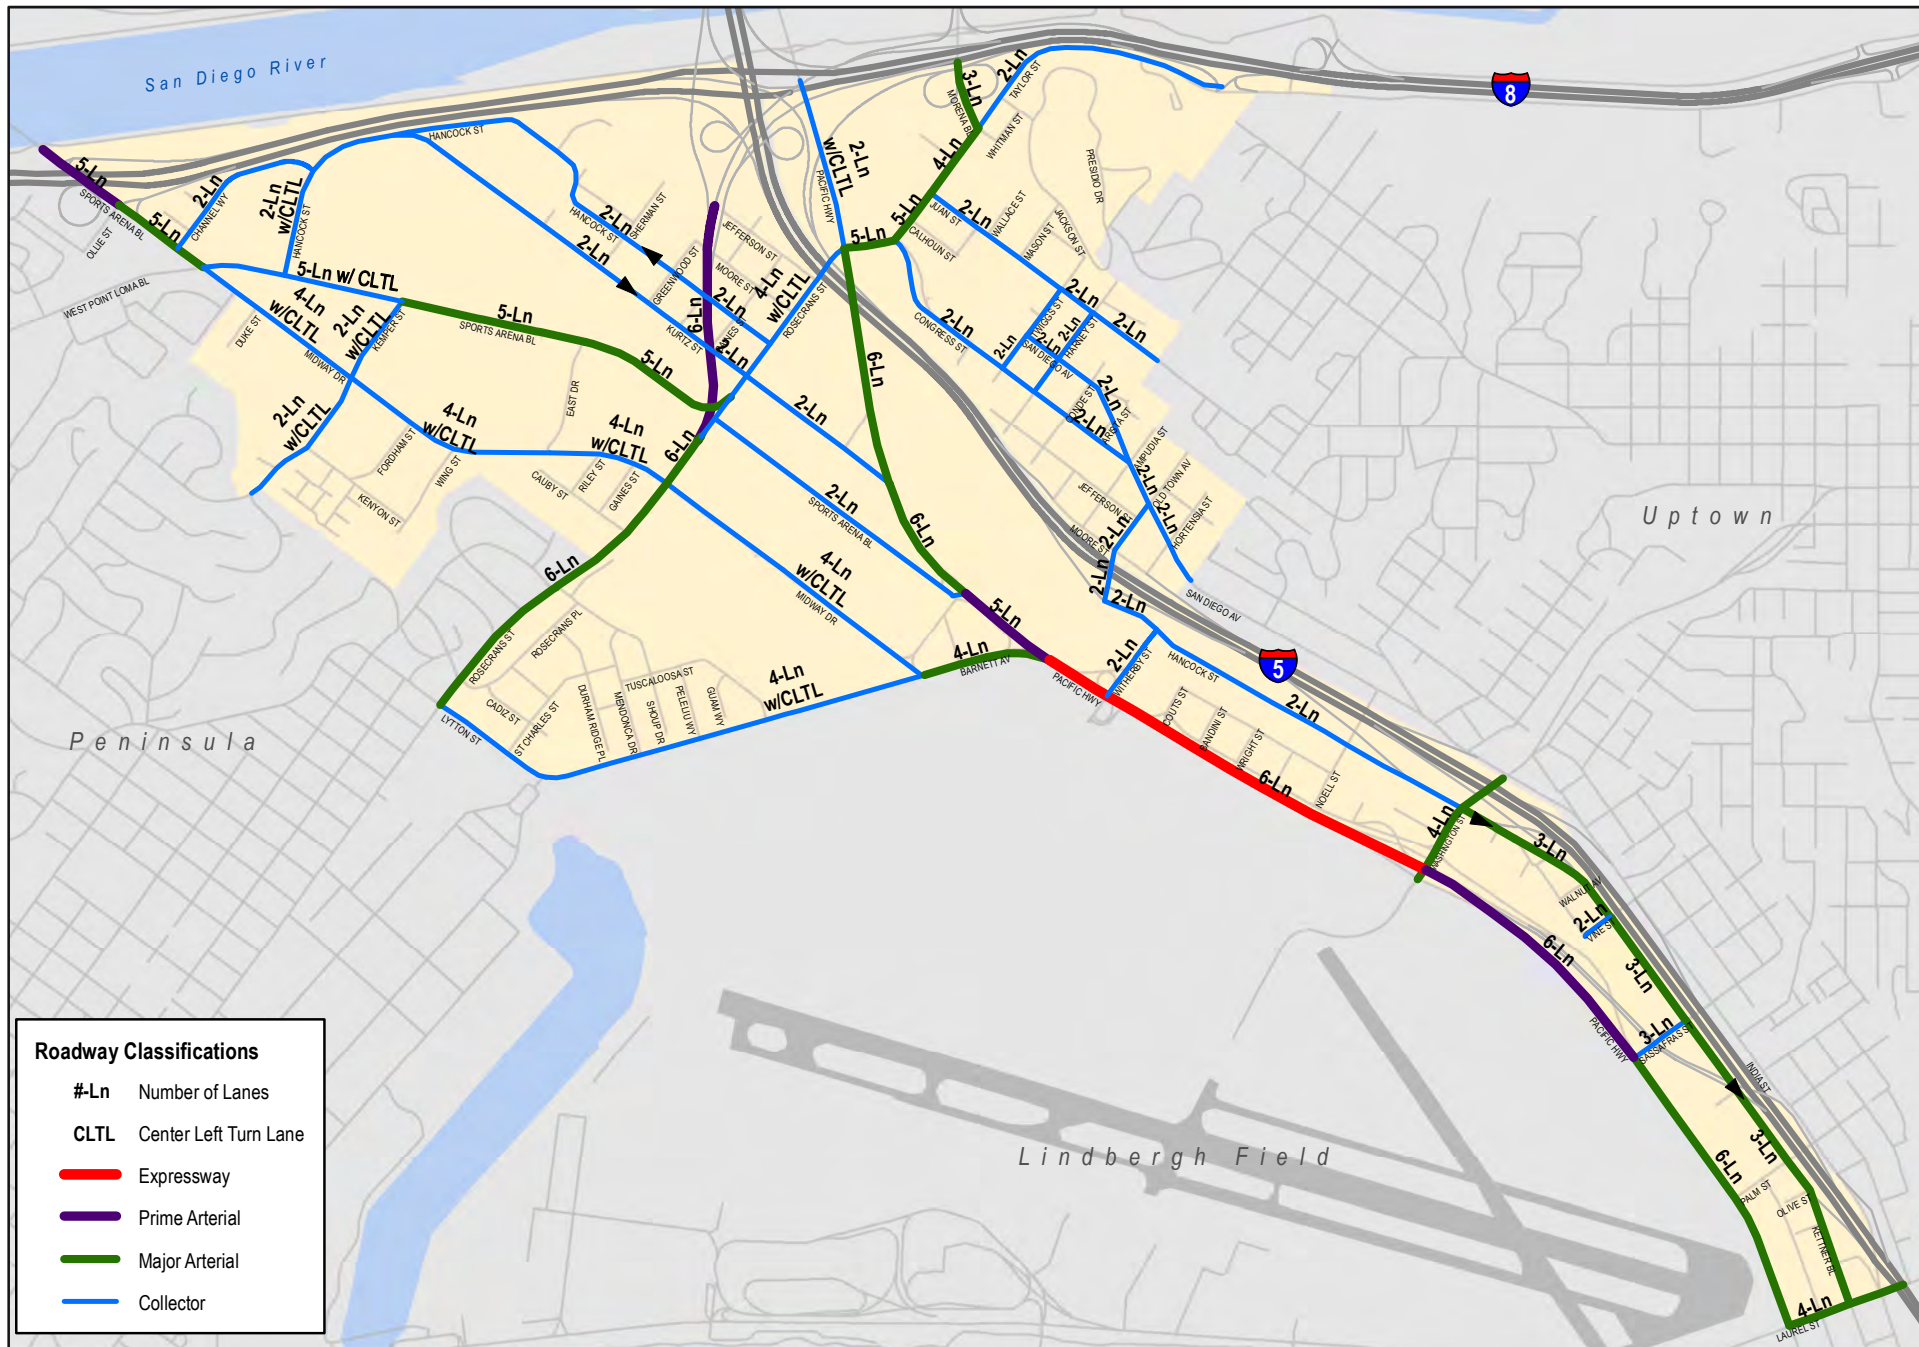 San Diego River
8
5-Ln
SPORTS ARENA BL
5-Ln
OLLIE ST
WEST POINT LOMA BL
2-Ln
CHANNEL WY
2-Ln
w/CLTL
HANCOCK ST
HANCOCK ST
5-Ln w/ CLTL
4-Ln
w/CLTL
2-Ln
w/CLTL
KEMPER ST
DUKE ST
MIDWAY DR
2-Ln
w/CLTL
5-Ln
SPORTS ARENA BL
5-Ln
2-Ln
HANCOCK ST
SHERMAN ST
2-Ln
KURTZ ST
GREENWOOD ST
JEFFERSON ST
MOORE ST
6-Ln
2-Ln
2-Ln
4-Ln
w/CLTL
ROSECRANS ST
2-Ln
w/CLTL
PACIFIC HWY
5-Ln
5-Ln
4-Ln
3-Ln
MORENA BL
2-Ln
TAYLOR ST
WHITMAN ST
PRESIDIO DR
JUAN ST
2-Ln
WALLACE ST
CALHOUN ST
MASON ST
JACKSON ST
2-Ln
2-Ln
TWIGGS ST
2-Ln
2-Ln
2-Ln
HARNEY ST
SAN DIEGO AV
CONGRESS ST
2-Ln
2-Ln
2-Ln
AMPUDIA ST
OLD TOWN AV
2-Ln
2-Ln
HORTENSIA ST
JEFFERSON ST
MOORE ST
2-Ln
2-Ln
2-Ln
SAN DIEGO AV
Uptown
6-Ln
2-Ln
EAST DR
4-Ln
w/CLTL
4-Ln
w/CLTL
6-Ln
FORDHAM ST
WING ST
KENYON ST
CAUBY ST
RILEY ST
GAINES ST
2-Ln
SPORTS ARENA BL
6-Ln
6-Ln
4-Ln
w/CLTL
MIDWAY DR
5-Ln
4-Ln
BARNETT AV
PACIFIC HWY
2-Ln
WITHERBY ST
HANCOCK ST
5
2-Ln
ROSECRANS ST
ROSECRANS PL
LYTTON ST
CADIZ ST
ST CHARLES ST
DURHAM RIDGE PL
MENDONCA DR
TUSCALOOSA ST
SHOUP DR
PELELIU WY
GUAM WY
4-Ln
w/CLTL
Peninsula
COUTS ST
BANDINI ST
WRIGHT ST
6-Ln
NOELL ST
4-Ln
WASHINGTON ST
3-Ln
WALNUT AV
2-Ln
VINE ST
6-Ln
3-Ln
PACIFIC HWY
3-Ln
SASSAFRAS ST
INDIA ST
3-Ln
6-Ln
PALM ST
OLIVE ST
KETTNER BL
4-Ln
LAUREL ST
Lindbergh Field
Roadway Classifications
#-Ln Number of Lanes
CLTL Center Left Turn Lane
Expressway
Prime Arterial
Major Arterial
Collector